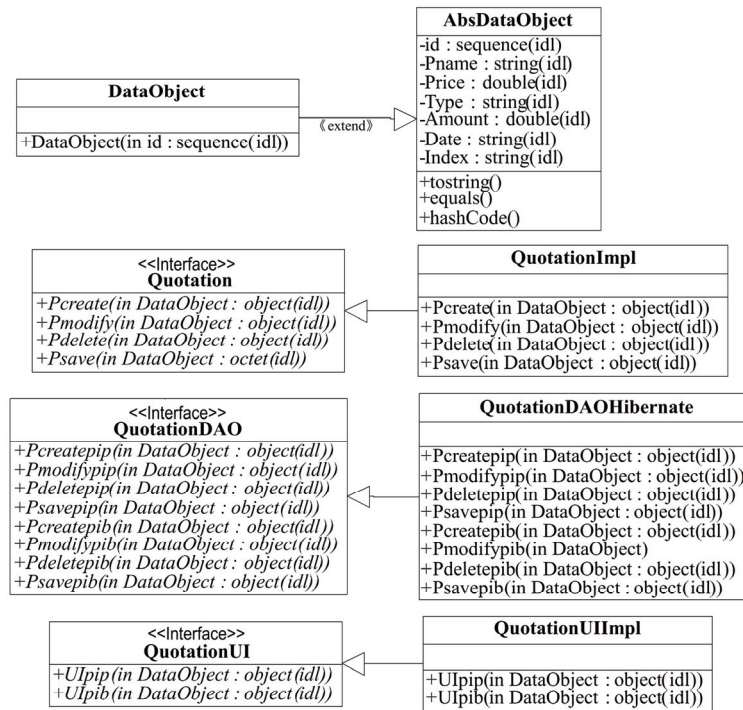 AbsDataObject
-id : sequence(idl)
-Pname : string(idl)
-Price : double(idl)
-Type : string(idl)
-Amount : double(idl)
-Date : string(idl)
-Index : string(idl)
+tostring()
+equals()
+hashCode()
DataObject
+DataObject(in id : sequence(idl))
《extend》
<<Interface>>
Quotation
+Pcreate(in DataObject : object(idl))
+Pmodify(in DataObject : object(idl))
+Pdelete(in DataObject : object(idl))
+Psave(in DataObject : octet(idl))
QuotationImpl
+Pcreate(in DataObject : object(idl))
+Pmodify(in DataObject : object(idl))
+Pdelete(in DataObject : object(idl))
+Psave(in DataObject : object(idl))
<<Interface>>
QuotationDAO
+Pcreatepip(in DataObject : object(idl))
+Pmodifypip(in DataObject : object(idl))
+Pdeletepip(in DataObject : object(idl))
+Psavepip(in DataObject : object(idl))
+Pcreatepib(in DataObject : object(idl))
+Pmodifypib(in DataObject : object(idl))
+Pdeletepib(in DataObject : object(idl))
+Psavepib(in DataObject : object(idl))
QuotationDAOHibernate
+Pcreatepip(in DataObject : object(idl))
+Pmodifypip(in DataObject : object(idl))
+Pdeletepip(in DataObject : object(idl))
+Psavepip(in DataObject : object(idl))
+Pcreatepib(in DataObject : object(idl))
+Pmodifypib(in DataObject)
+Pdeletepib(in DataObject : object(idl))
+Psavepib(in DataObject : object(idl))
<<Interface>>
QuotationUI
+UIpip(in DataObject : object(idl))
+UIpib(in DataObject : object(idl))
QuotationUIImpl
+UIpip(in DataObject : object(idl))
+UIpib(in DataObject : object(idl))